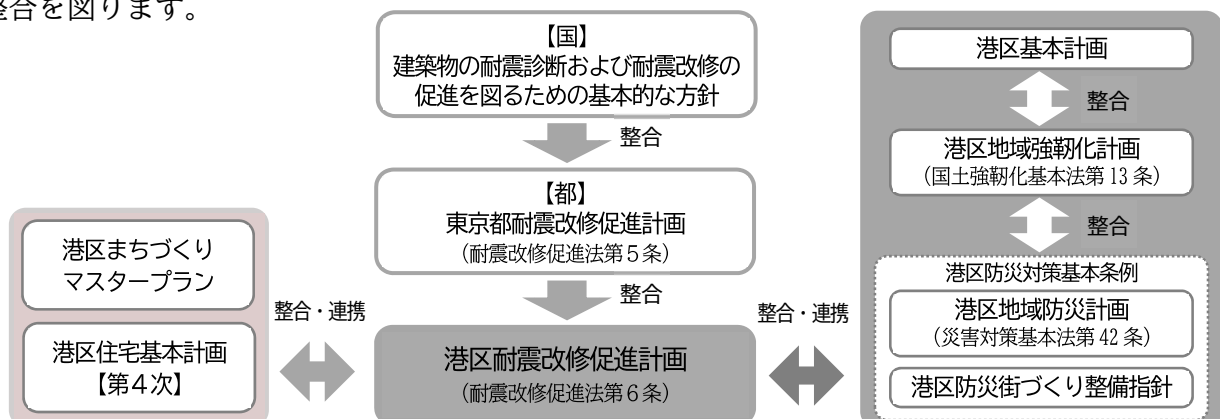 整合を図ります。
【国】
建築物の耐震診断および耐震改修の
促進を図るための基本的な方針
整合
【都】
東京都耐震改修促進計画
(耐震改修促進法第5条)
整合
港区耐震改修促進計画
(耐震改修促進法第6条)
港区まちづくり
マスタープラン
港区住宅基本計画
【第4次】
整合・連携
整合・連携
港区基本計画
整合
港区地域強靭化計画
(国土強靭化基本法第13条)
整合
港区防災対策基本条例
港区地域防災計画
(災害対策基本法第42条)
港区防災街づくり整備指針